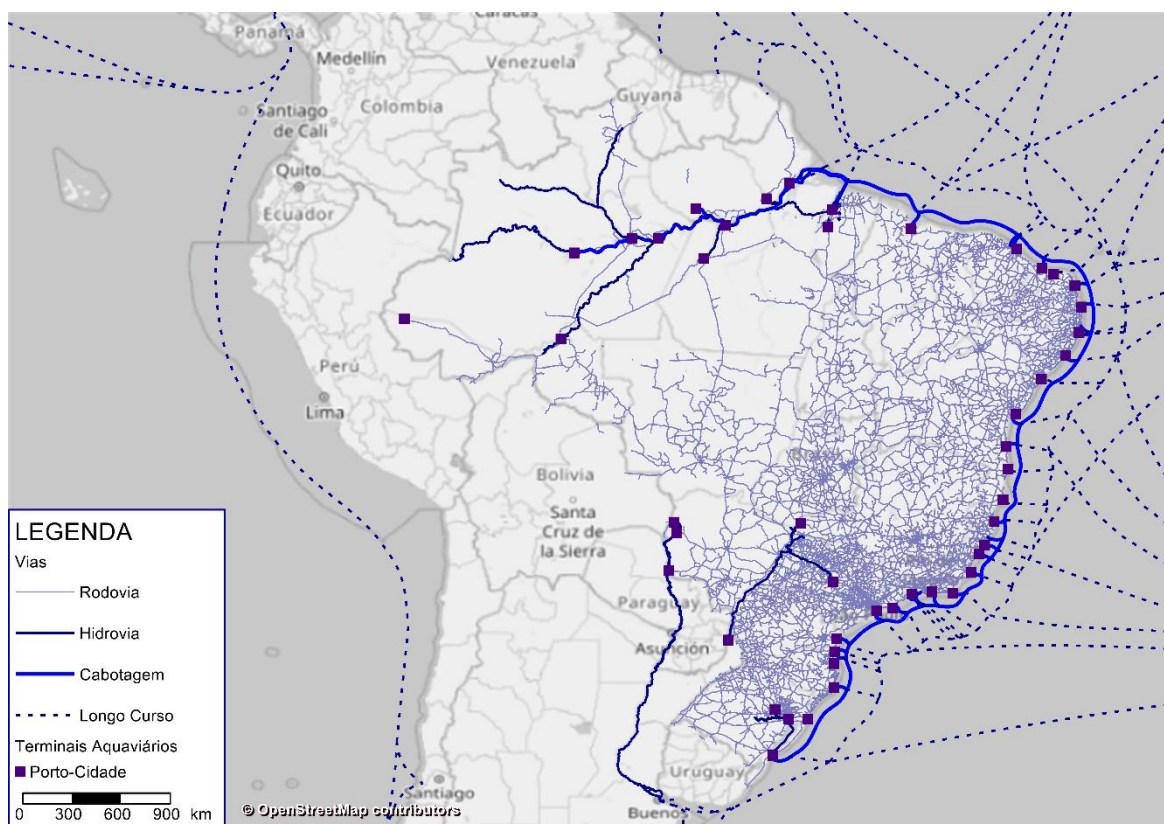 Caracas
Panamá
Medellín
Venezuela
Guyana
Santiago
de Cali
Colombia
Quito
Ecuador
Perú
Lima
Bolivia
Santa
Cruz de
la Sierra
Paraguay
Asunción
Uruguay
Santiago
Buenos
LEGENDA
Vias
Rodovia
Hidrovia
Cabotagem
Longo Curso
Terminais Aquaviários
Porto-Cidade
0 300 600 900 km
© OpenStreetMap contributors